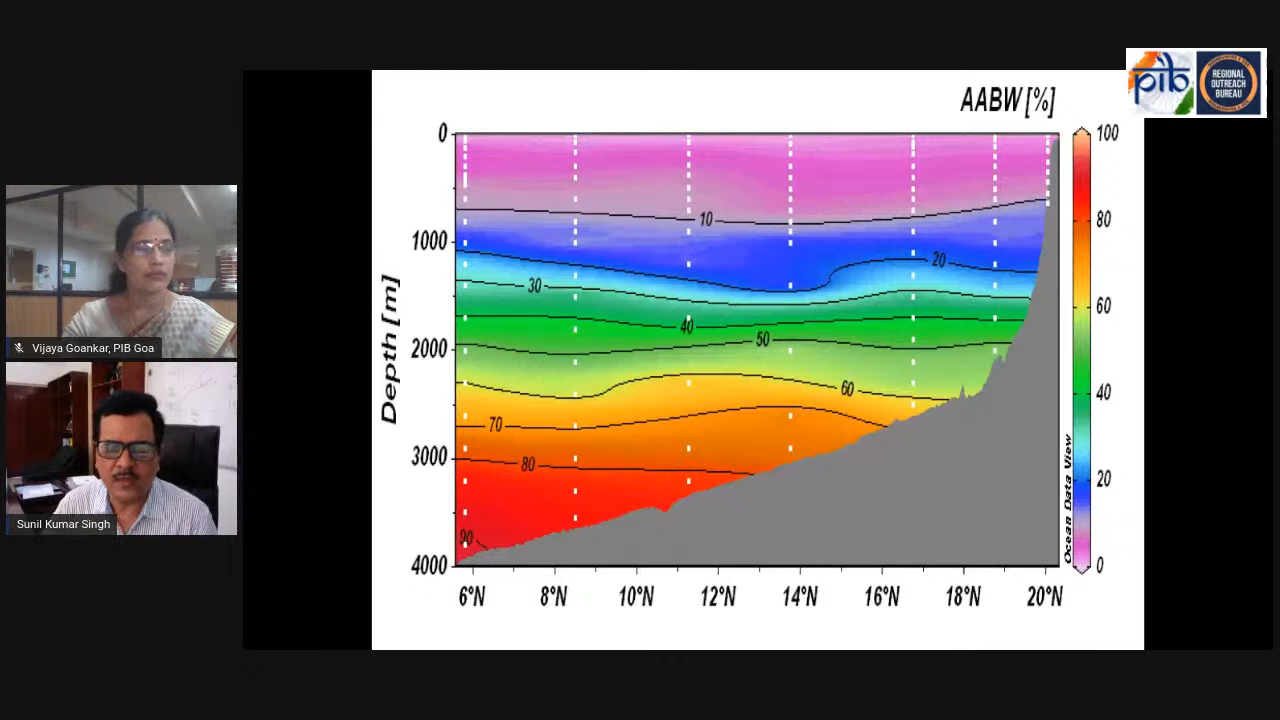 pib
REGIONAL
OUTREACH
BUREAU
AABW [%]
0
1000
2000
3000
4000
Depth [m]
10
20
30
40
50
60
70
80
90
6°N
8°N
10°N
12°N
14°N
16°N
18°N
20°N
100
80
60
40
20
0
Ocean Data View
Vijaya Goankar, PIB Goa
Sunil Kumar Singh